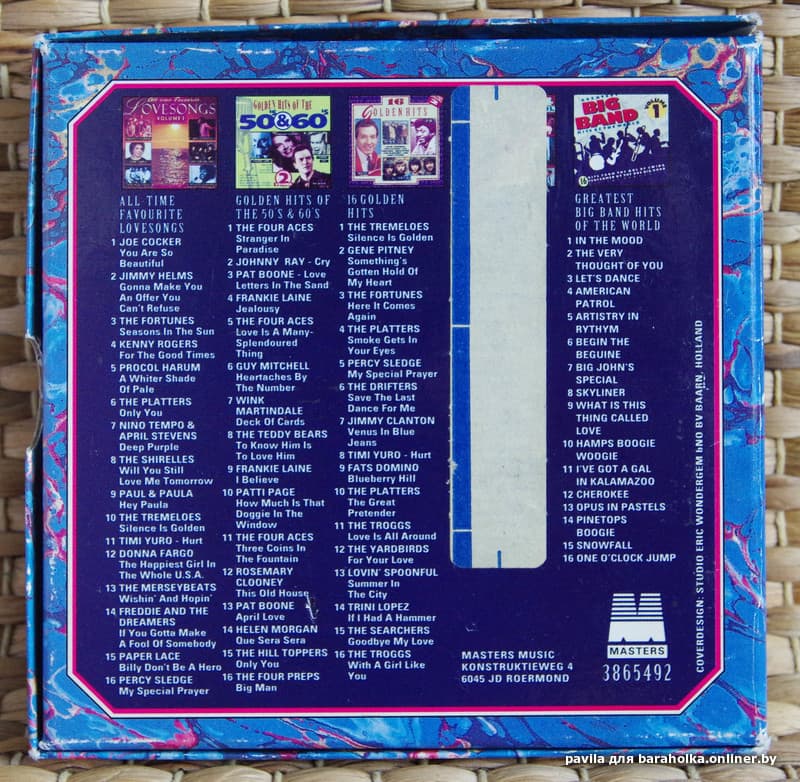 All time Favourite
LOVESONGS
VOLUME 1
GOLDEN HITS OF THE
50'S & 60'S
2
16
GOLDEN HITS
GREATEST
BIG
BAND
VOLUME 1
16
ALL TIME
FAVOURITE
LOVESONGS
1 JOE COCKER
You Are So
Beautiful
2 JIMMY HELMS
Gonna Make You
An Offer You
Can't Refuse
3 THE FORTUNES
Seasons In The Sun
4 KENNY ROGERS
For The Good Times
5 PROCOL HARUM
A Whiter Shade
Of Pale
6 THE PLATTERS
Only You
7 NINO TEMPO &
APRIL STEVENS
Deep Purple
8 THE SHIRELLES
Will You Still
Love Me Tomorrow
9 PAUL & PAULA
Hey Paula
10 THE TREMELOES
Silence Is Golden
11 TIMI YURO - Hurt
12 DONNA FARGO
The Happiest Girl In
The Whole U.S.A.
13 THE MERSEYBEATS
Wishin' And Hopin'
14 FREDDIE AND THE
DREAMERS
If You Gotta Make
A Fool Of Somebody
15 PAPER LACE
Billy Don't Be A Hero
16 PERCY SLEDGE
My Special Prayer
GOLDEN HITS OF
THE 50'S & 60'S
1 THE FOUR ACES
Stranger In
Paradise
2 JOHNNY RAY - Cry
3 PAT BOONE - Love
Letters In The Sand
4 FRANKIE LAINE
Jealousy
5 THE FOUR ACES
Love Is A Many-
Splendoured
Thing
6 GUY MITCHELL
Heartaches By
The Number
7 WINK
MARTINDALE
Deck Of Cards
8 THE TEDDY BEARS
To Know Him Is
To Love Him
9 FRANKIE LAINE
I Believe
10 PATTI PAGE
How Much Is That
Doggie In The
Window
11 THE FOUR ACES
Three Coins In
The Fountain
12 ROSEMARY
CLOONEY
This Old House
13 PAT BOONE
April Love
14 HELEN MORGAN
Que Sera Sera
15 THE HILL TOPPERS
Only You
16 THE FOUR PREPS
Big Man
16 GOLDEN
HITS
1 THE TREMELOES
Silence Is Golden
2 GENE PITNEY
Something's
Gotten Hold Of
My Heart
3 THE FORTUNES
Here It Comes
Again
4 THE PLATTERS
Smoke Gets In
Your Eyes
5 PERCY SLEDGE
My Special Prayer
6 THE DRIFTERS
Save The Last
Dance For Me
7 JIMMY CLANTON
Venus In Blue
Jeans
8 TIMI YURO - Hurt
9 FATS DOMINO
Blueberry Hill
10 THE PLATTERS
The Great
Pretender
11 THE TROGGS
Love Is All Around
12 THE YARDBIRDS
For Your Love
13 LOVIN' SPOONFUL
Summer In
The City
14 TRINI LOPEZ
If I Had A Hammer
15 THE SEARCHERS
Goodbye My Love
16 THE TROGGS
With A Girl Like
You
GREATEST
BIG BAND HITS
OF THE WORLD
1 IN THE MOOD
2 THE VERY
THOUGHT OF YOU
3 LET'S DANCE
4 AMERICAN
PATROL
5 ARTISTRY IN
RYTHYM
6 BEGIN THE
BEGUINE
7 BIG JOHN'S
SPECIAL
8 SKYLINER
9 WHAT IS THIS
THING CALLED
LOVE
10 HAMPS BOOGIE
WOOGIE
11 I'VE GOT A GAL
IN KALAMAZOO
12 CHEROKEE
13 OPUS IN PASTELS
14 PINETOPS
BOOGIE
15 SNOWFALL
16 ONE O'CLOCK JUMP
MASTERS MUSIC
KONSTRUKTIEWEG 4
6045 JD ROERMOND
MASTERS
3865492
COVERDESIGN: STUDIO ERIC WONDERGEM bNO BV BAARN, HOLLAND
pavila для baraholka.onliner.by